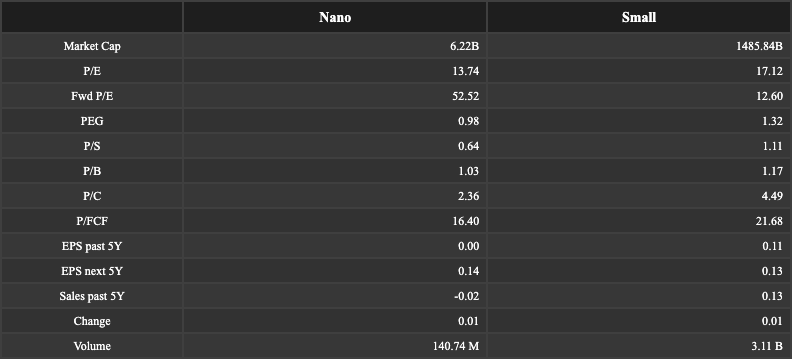 Nano Small
Market Cap 6.22B 1485.84B
P/E 13.74 17.12
Fwd P/E 52.52 12.60
PEG 0.98 1.32
P/S 0.64 1.11
P/B 1.03 1.17
P/C 2.36 4.49
P/FCF 16.40 21.68
EPS past 5Y 0.00 0.11
EPS next 5Y 0.14 0.13
Sales past 5Y -0.02 0.13
Change 0.01 0.01
Volume 140.74 M 3.11 B